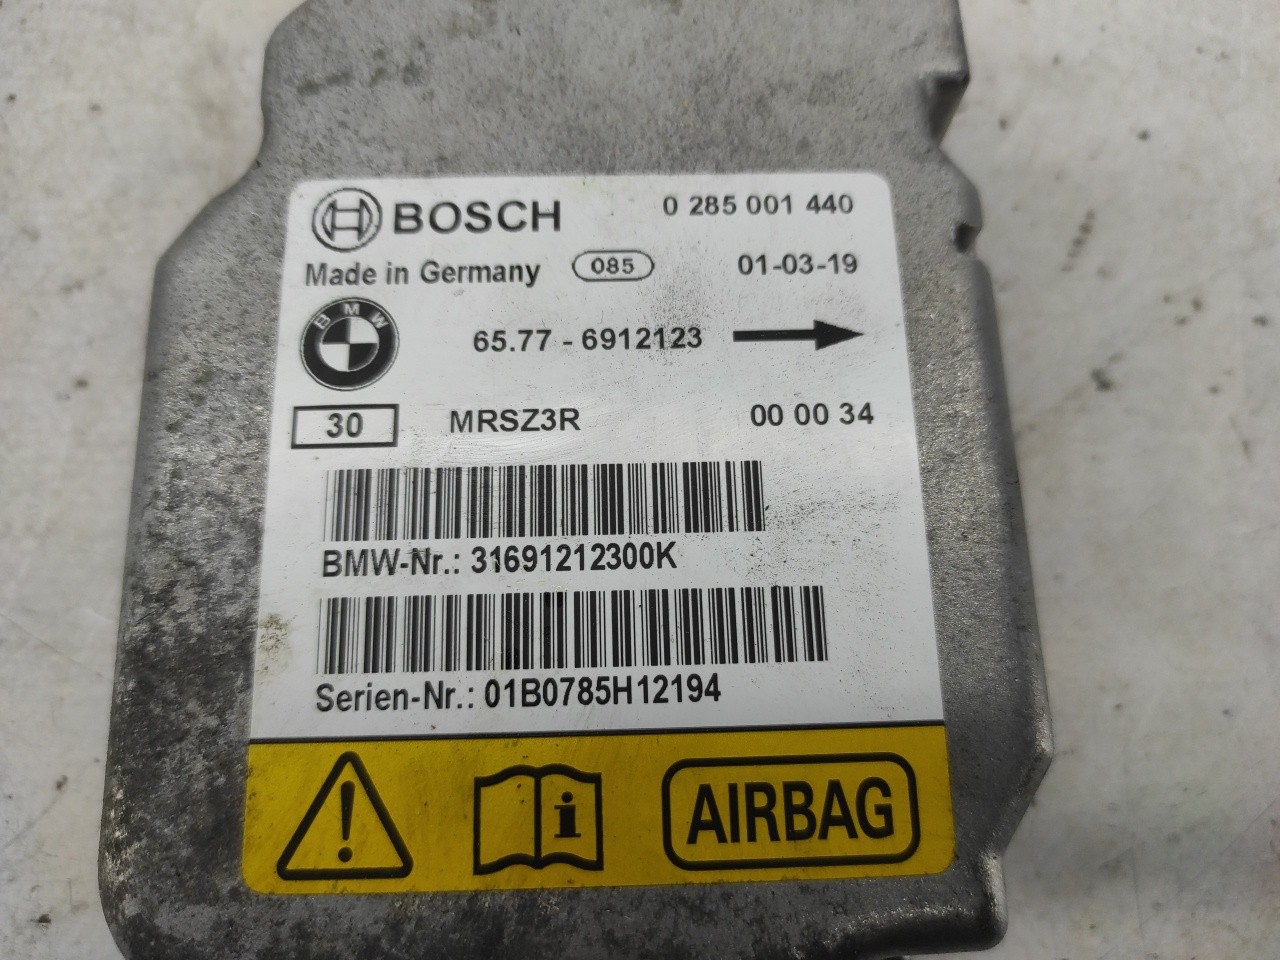 BOSCH 0 285 001 440
Made in Germany 085 01-03-19
BMW 65.77 - 6912123
30 MRSZ3R 00 00 34
BMW-Nr.: 31691212300K
Serien-Nr.: 01B0785H12194
! i AIRBAG